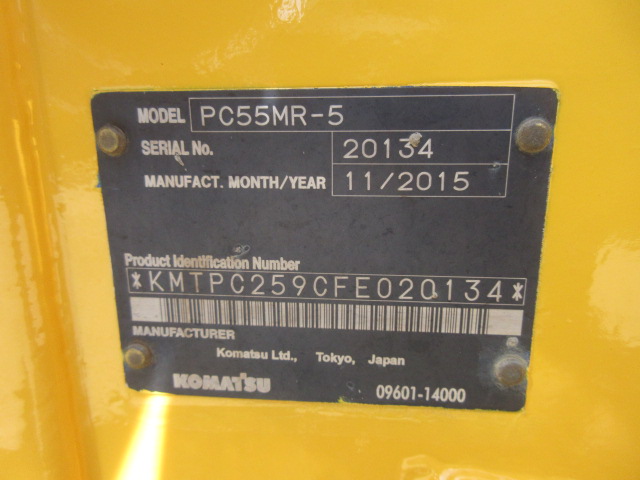 MODEL PC55MR-5
SERIAL No. 20134
MANUFACT. MONTH/YEAR 11/2015
Product Identification Number
*KMTPC259CFE020134*
MANUFACTURER
Komatsu Ltd., Tokyo, Japan
KOMATSU 09601-14000